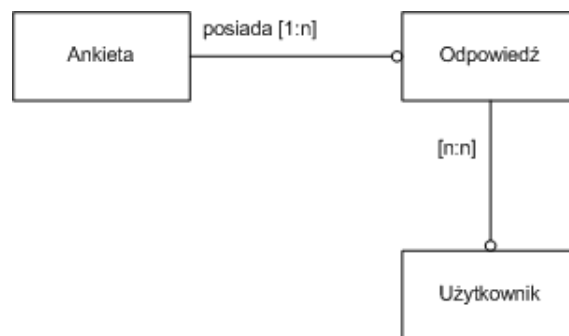 posiada [1:n]
Ankieta
Odpowiedź
[n:n]
Użytkownik